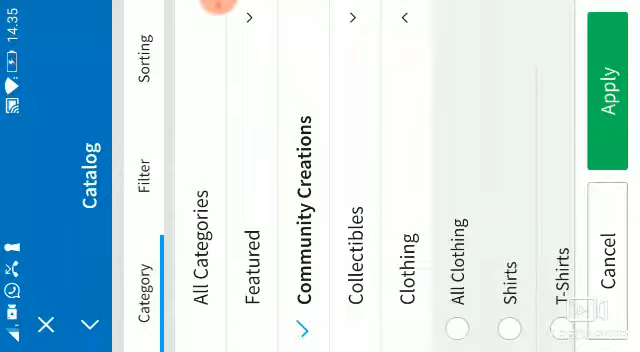 14.35
Catalog
Category Filter Sorting
All Categories
Featured
Community Creations
Collectibles
Clothing
All Clothing
Shirts
T-Shirts
Cancel Apply